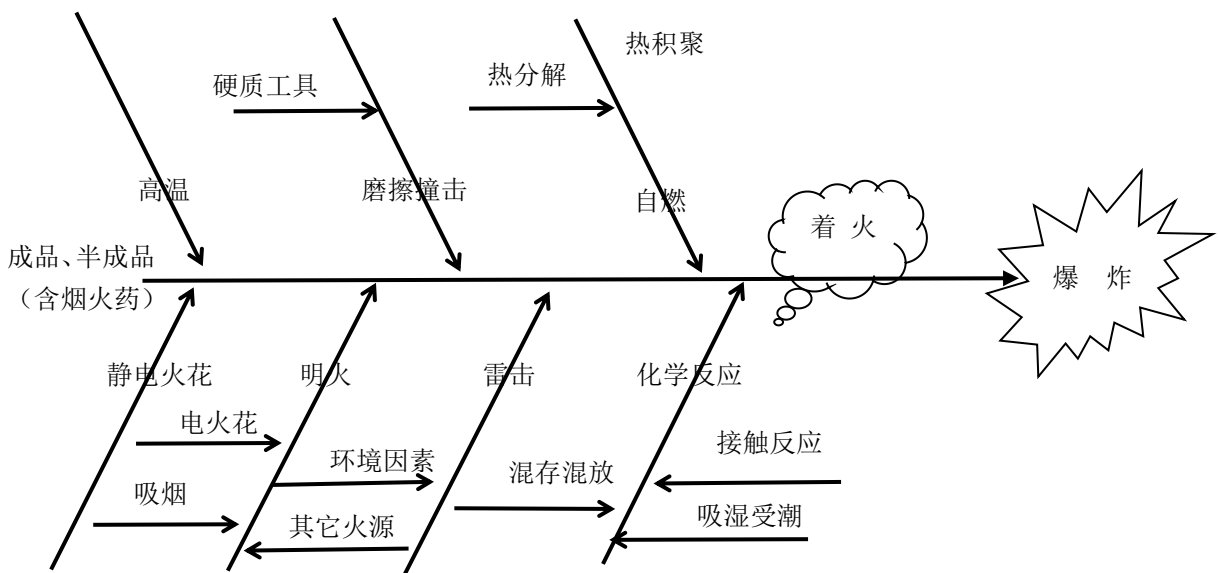 热积聚
热分解
硬质工具
高温
磨擦撞击
自燃
着 火
成品、半成品
（含烟火药）
爆 炸
静电火花
明火
雷击
化学反应
电火花
接触反应
环境因素
混存混放
吸烟
吸湿受潮
其它火源